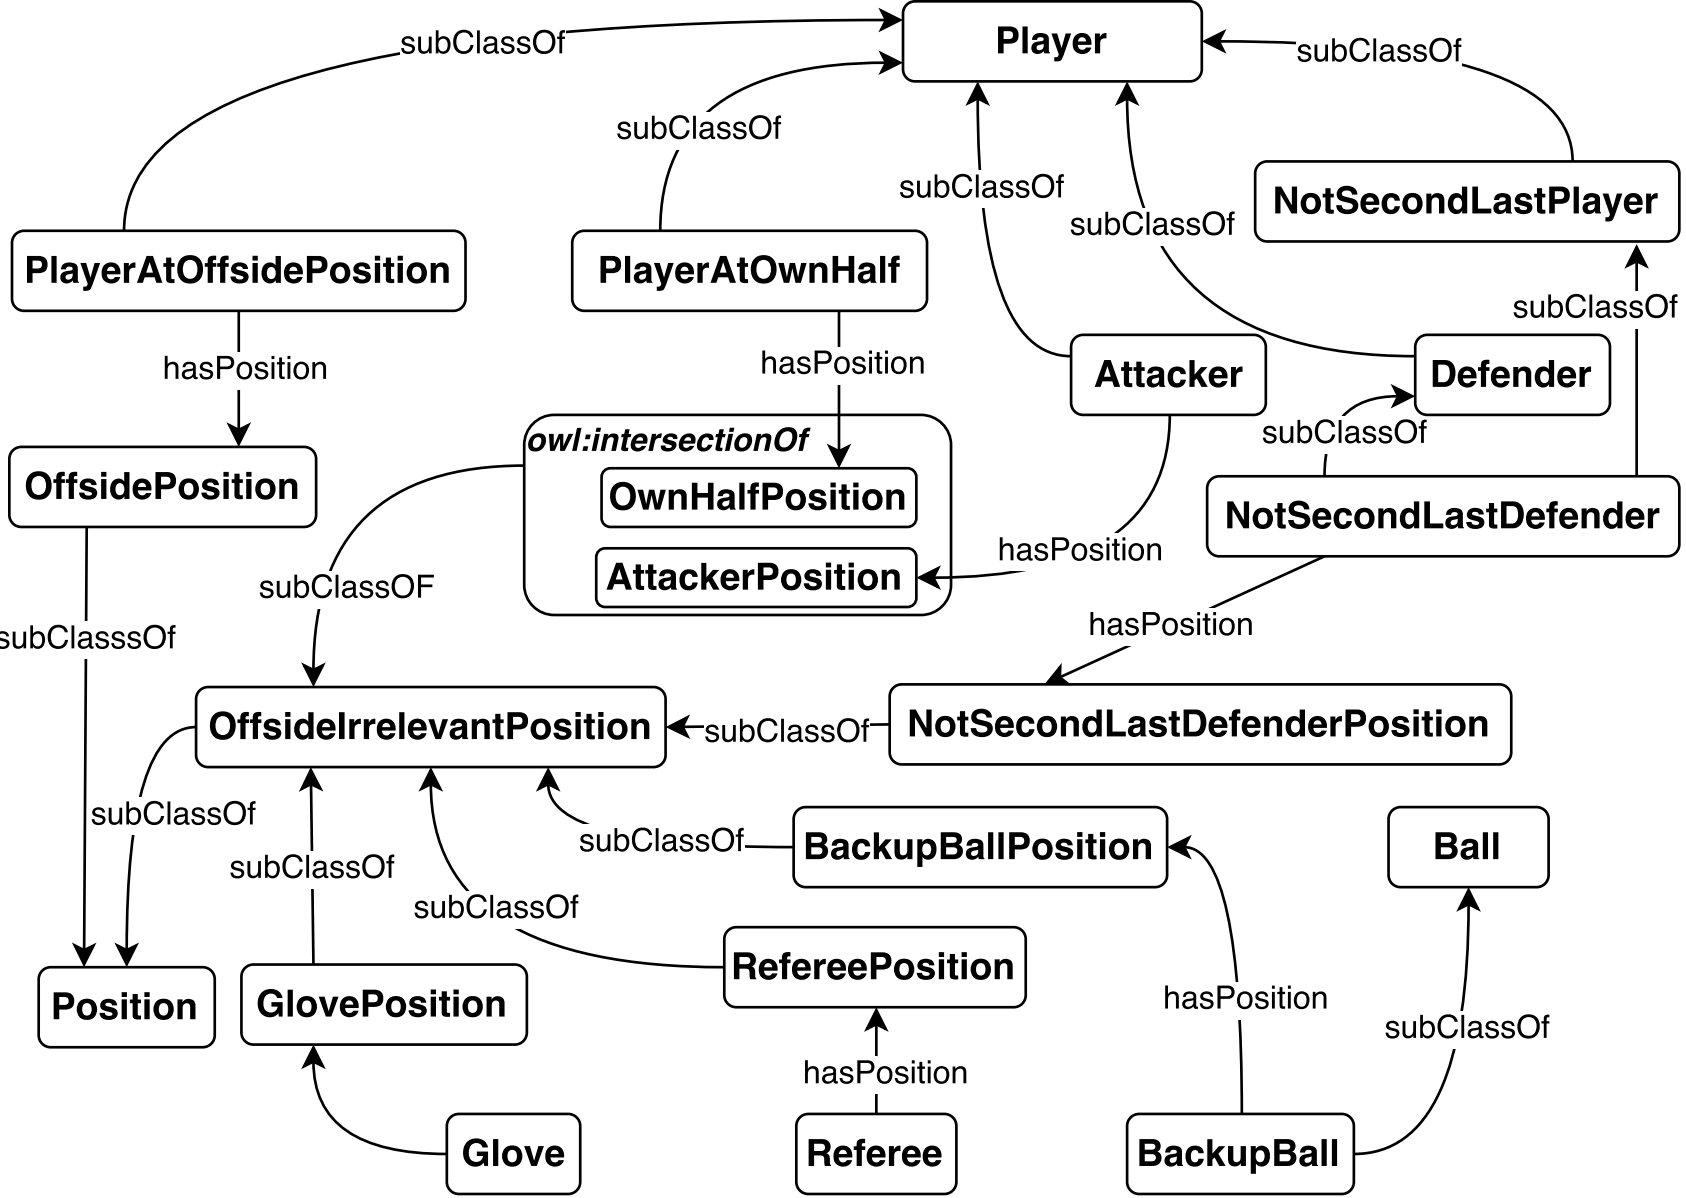 Player
subClassOf
subClassOf
subClassOf
subClassOf
subClassOf
NotSecondLastPlayer
PlayerAtOffsidePosition
PlayerAtOwnHalf
subClassOf
hasPosition
hasPosition
Attacker
Defender
subClassOf
owl:intersectionOf
OffsidePosition
OwnHalfPosition
NotSecondLastDefender
hasPosition
AttackerPosition
subClassOF
hasPosition
subClasssOf
OffsideIrrelevantPosition
subClassOf
NotSecondLastDefenderPosition
subClassOf
subClassOf
BackupBallPosition
Ball
subClassOf
subClassOf
RefereePosition
Position
GlovePosition
hasPosition
subClassOf
hasPosition
Glove
Referee
BackupBall